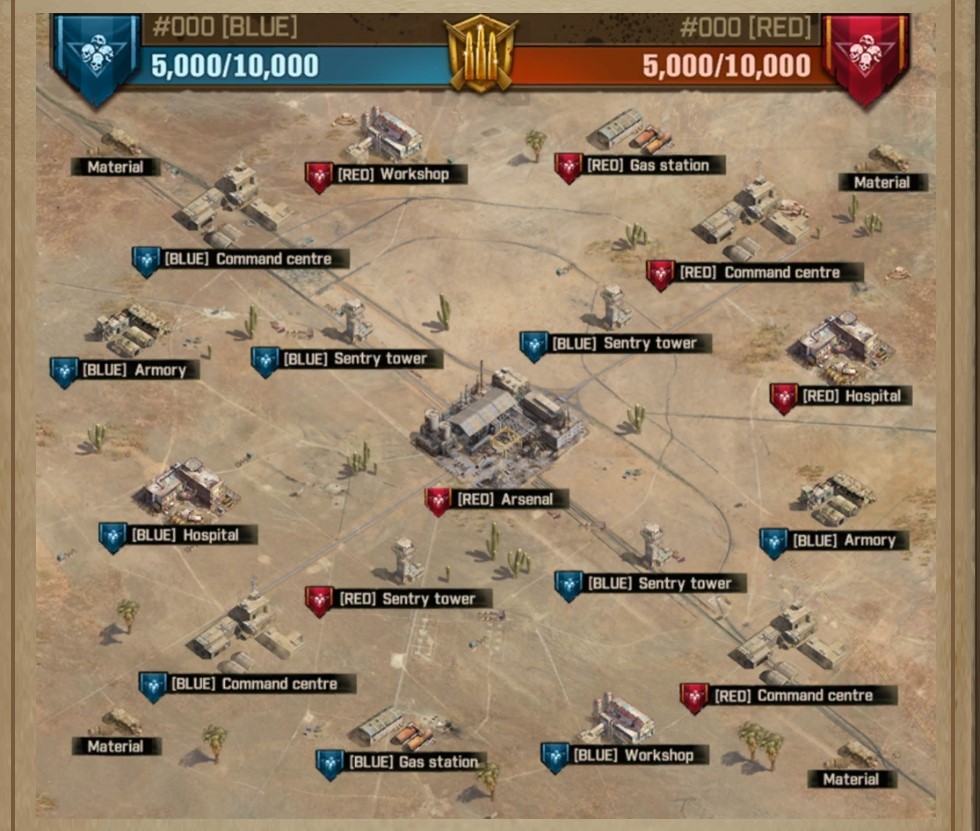 #000 [BLUE]
#000 [RED]
5,000/10,000
5,000/10,000
Material
[RED] Workshop
[RED] Gas station
Material
[BLUE] Command centre
[RED] Command centre
[BLUE] Armory
[BLUE] Sentry tower
[BLUE] Sentry tower
[RED] Hospital
[RED] Arsenal
[BLUE] Hospital
[BLUE] Armory
[RED] Sentry tower
[BLUE] Sentry tower
[BLUE] Command centre
[RED] Command centre
Material
[BLUE] Gas station
[BLUE] Workshop
Material